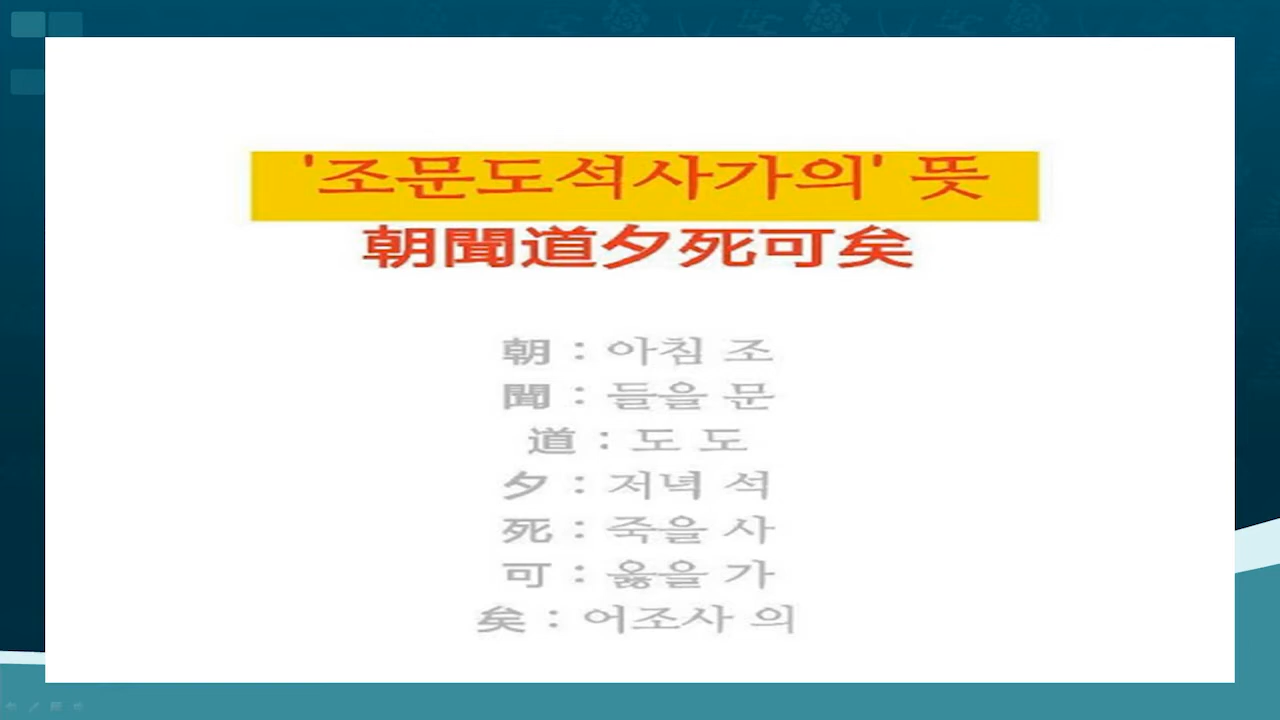 '조문도석사가의' 뜻
朝聞道夕死可矣
朝 : 아침 조
聞 : 들을 문
道 : 도 도
夕 : 저녁 석
死 : 죽을 사
可 : 옳을 가
矣 : 어조사 의